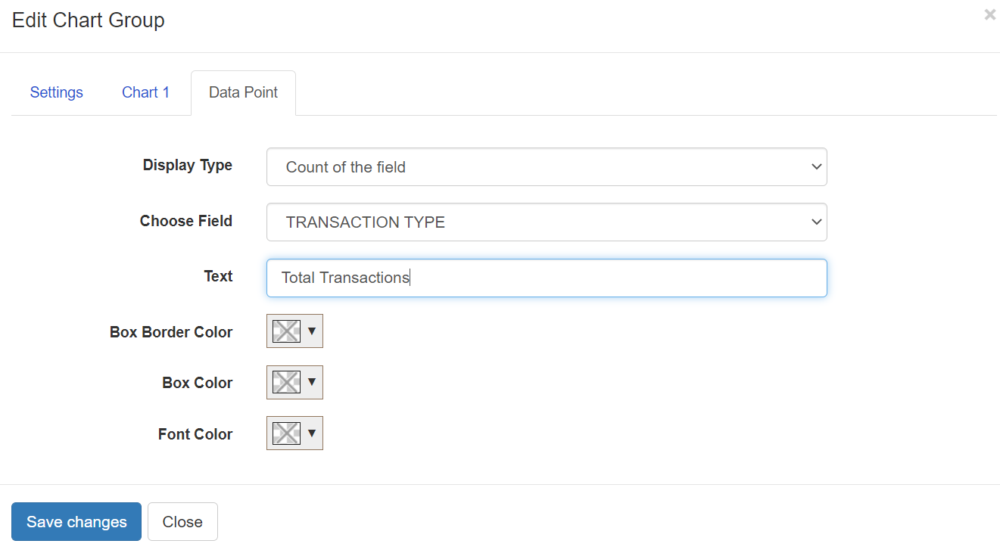 Edit Chart Group
×
Settings Chart 1 Data Point
Display Type Count of the field
Choose Field TRANSACTION TYPE
Text Total Transactions
Box Border Color
Box Color
Font Color
Save changes Close